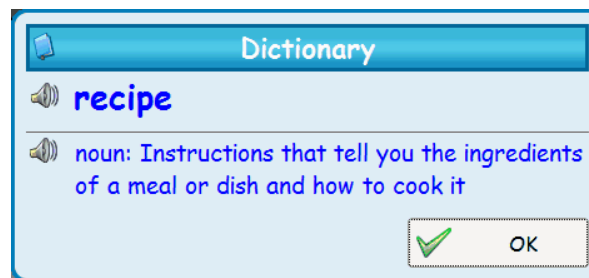 Dictionary
recipe
noun: Instructions that tell you the ingredients
of a meal or dish and how to cook it
OK